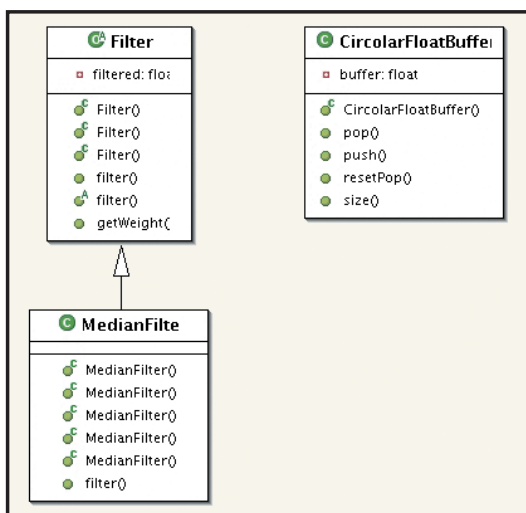 Filter
filtered: floa
Filter()
Filter()
Filter()
filter()
filter()
getWeight(
MedianFilte
MedianFilter()
MedianFilter()
MedianFilter()
MedianFilter()
MedianFilter()
filter()
CircolarFloatBuffer
buffer: float
CircolarFloatBuffer()
pop()
push()
resetPop()
size()